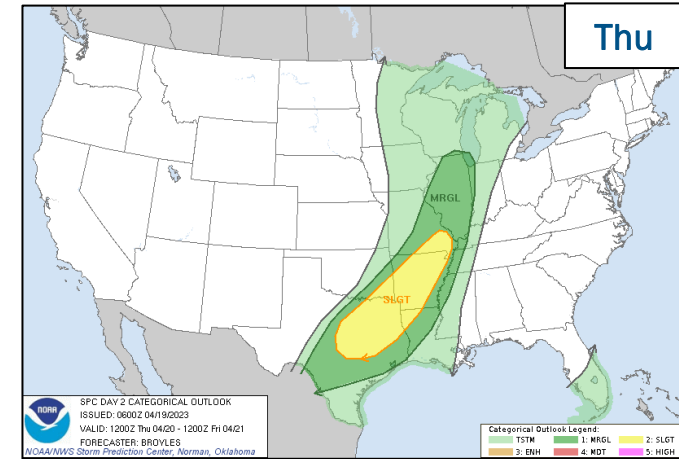 Thu
MRGL
SLGT
NOAA
SPC DAY 2 CATEGORICAL OUTLOOK
ISSUED: 0600Z 04/19/2023
VALID: 1200Z Thu 04/20 - 1200Z Fri 04/21
FORECASTER: BROYLES
NOAA/NWS Storm Prediction Center, Norman, Oklahoma
Categorical Outlook Legend:
TSTM 1: MRGL 2: SLGT
3: ENH 4: MDT 5: HIGH